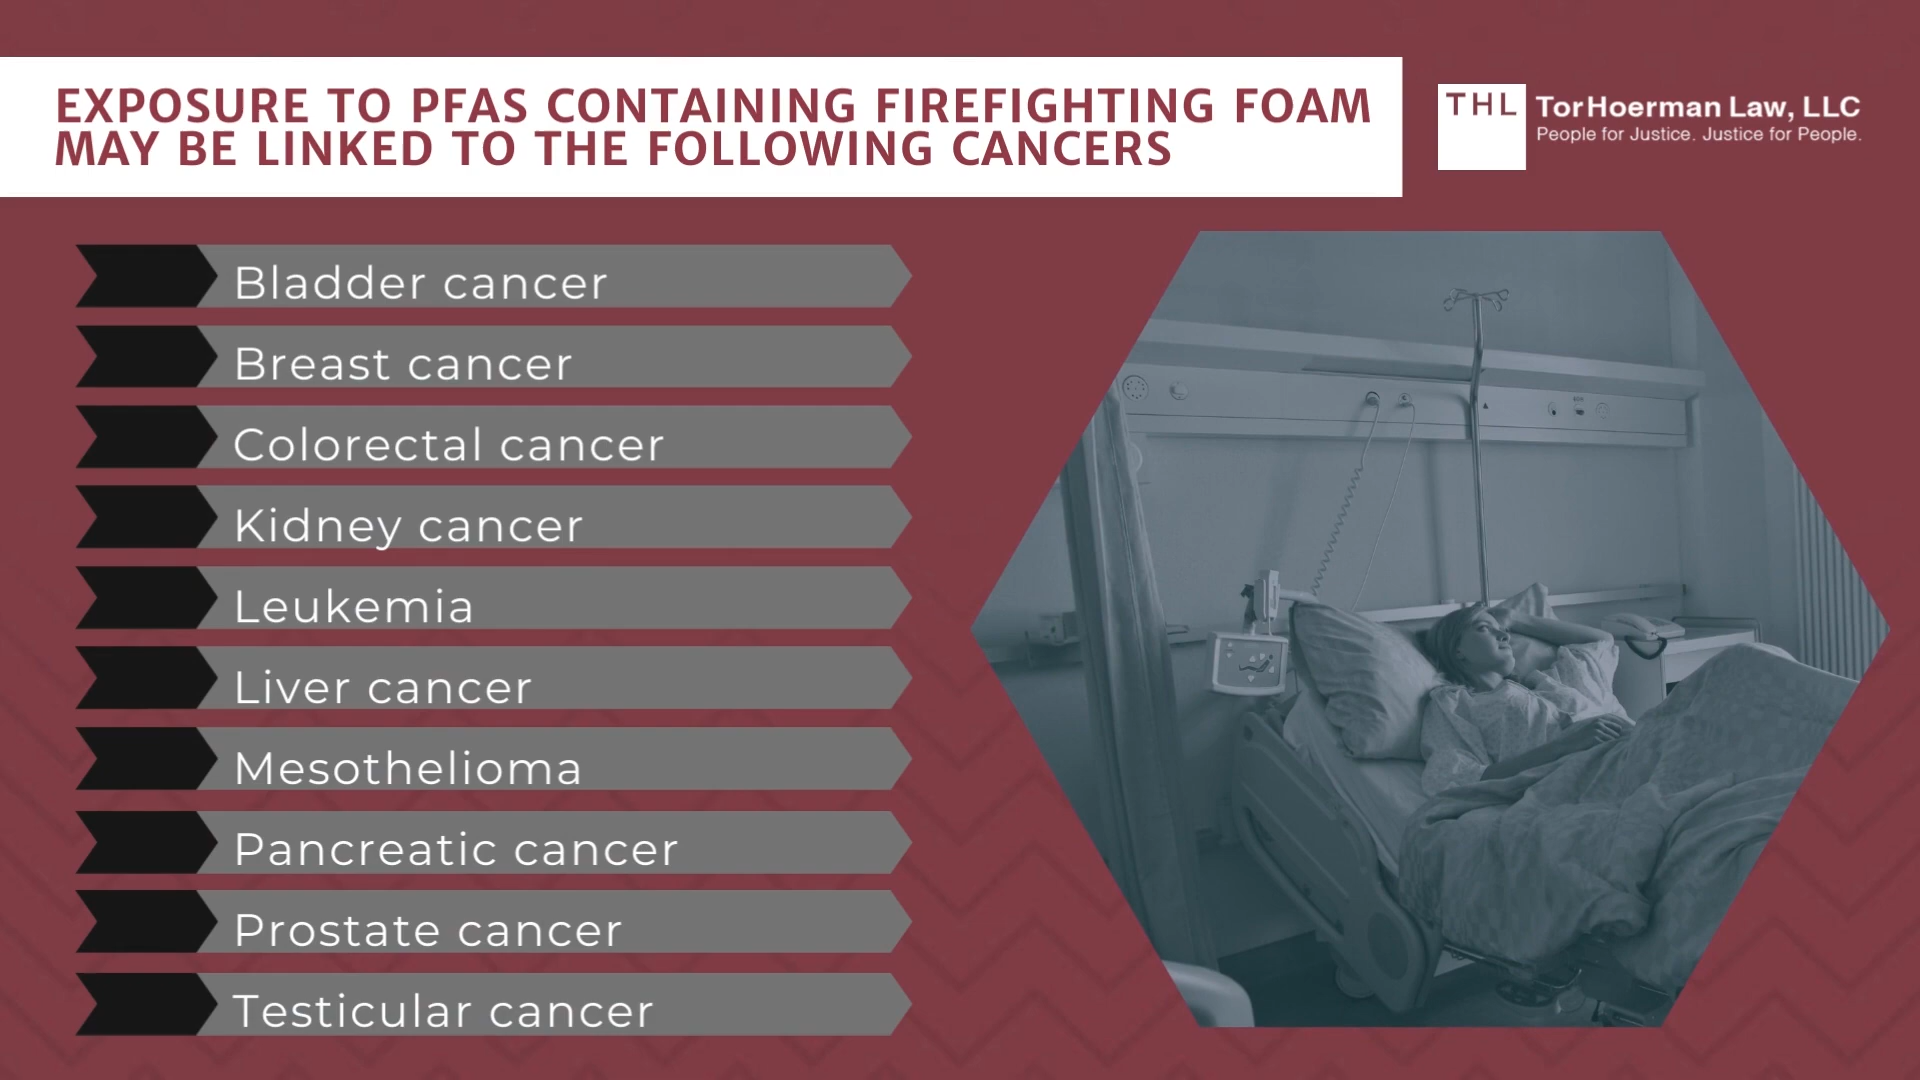 EXPOSURE TO PFAS CONTAINING FIREFIGHTING FOAM
MAY BE LINKED TO THE FOLLOWING CANCERS
THL
TorHoerman Law, LLC
People for Justice. Justice for People.
Bladder cancer
Breast cancer
Colorectal cancer
Kidney cancer
Leukemia
Liver cancer
Mesothelioma
Pancreatic cancer
Prostate cancer
Testicular cancer